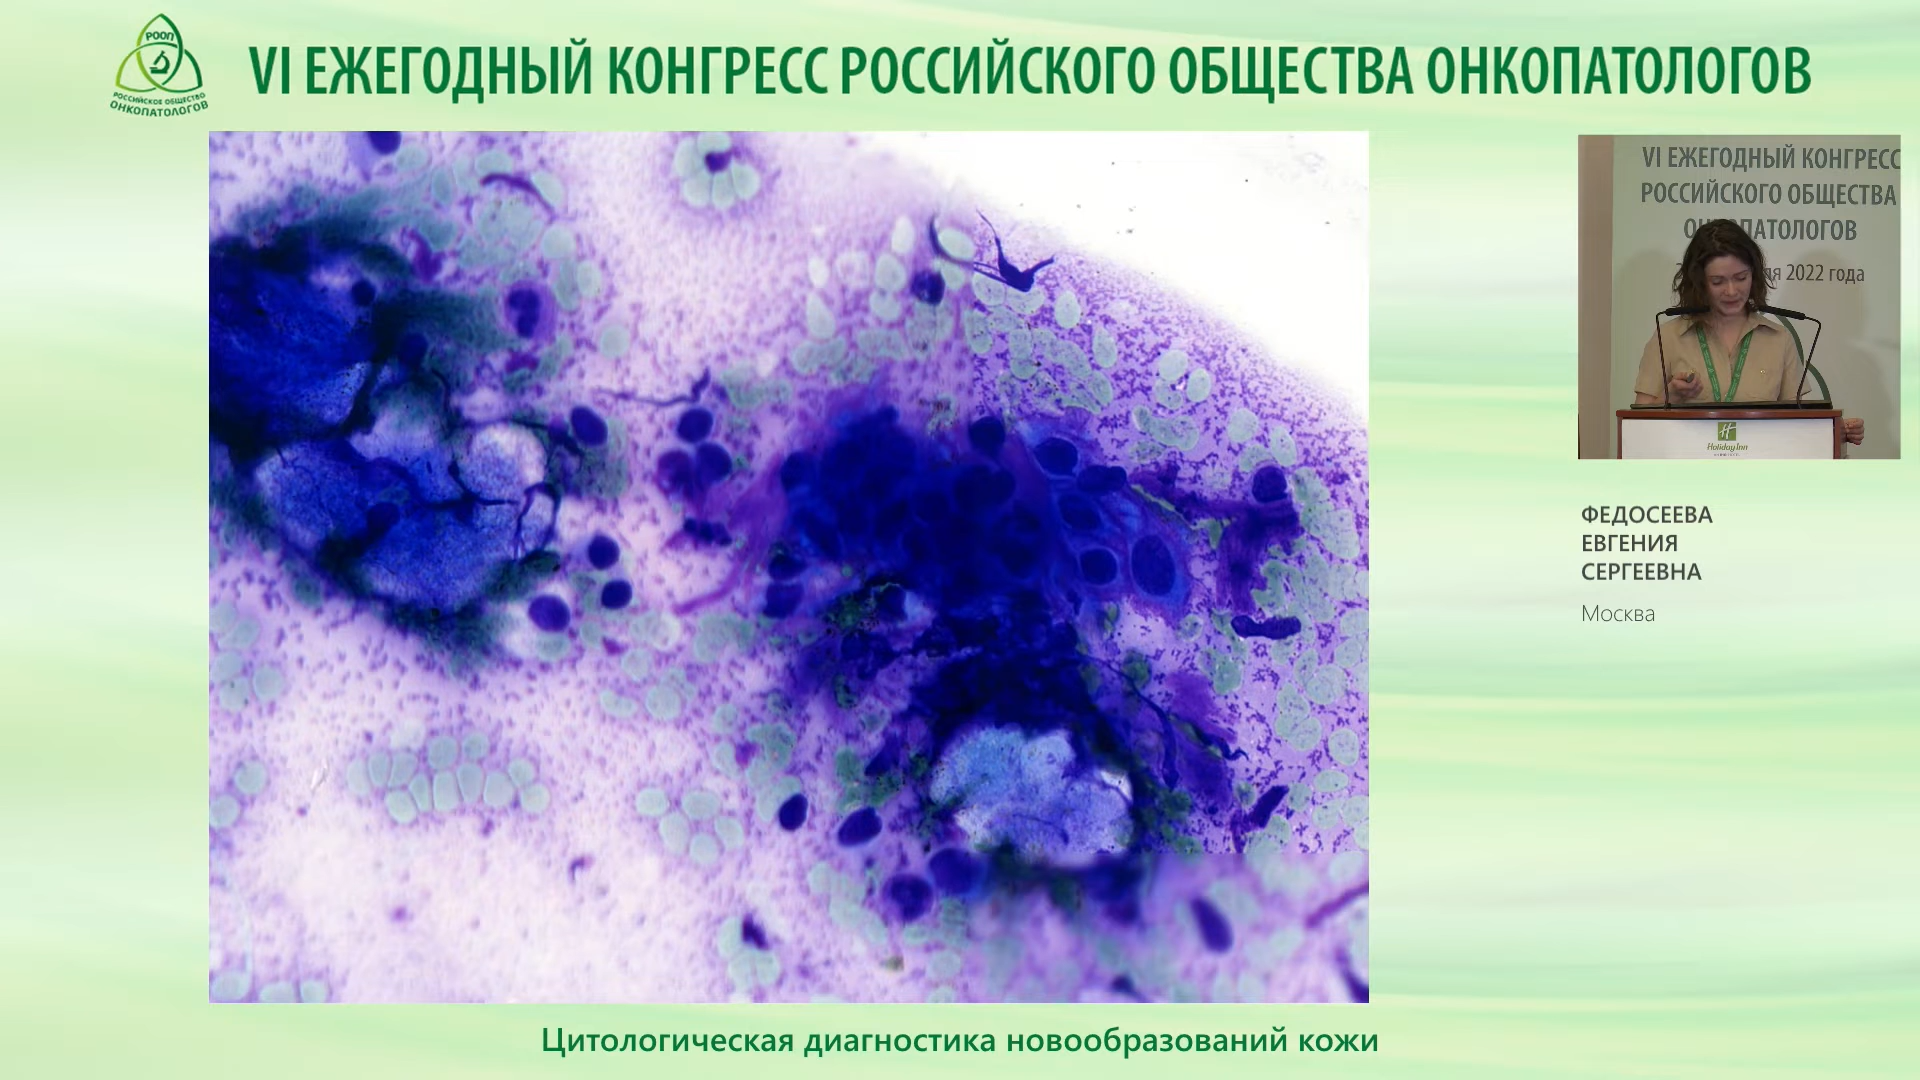 РООП
РОССИЙСКОЕ ОБЩЕСТВО
ОНКОПАТОЛОГОВ
VI ЕЖЕГОДНЫЙ КОНГРЕСС РОССИЙСКОГО ОБЩЕСТВА ОНКОПАТОЛОГОВ
VI ЕЖЕГОДНЫЙ КОНГРЕСС
РОССИЙСКОГО ОБЩЕСТВА
2022 года
Holiday Inn
ФЕДОСЕЕВА
ЕВГЕНИЯ
СЕРГЕЕВНА
Москва
Цитологическая диагностика новообразований кожи